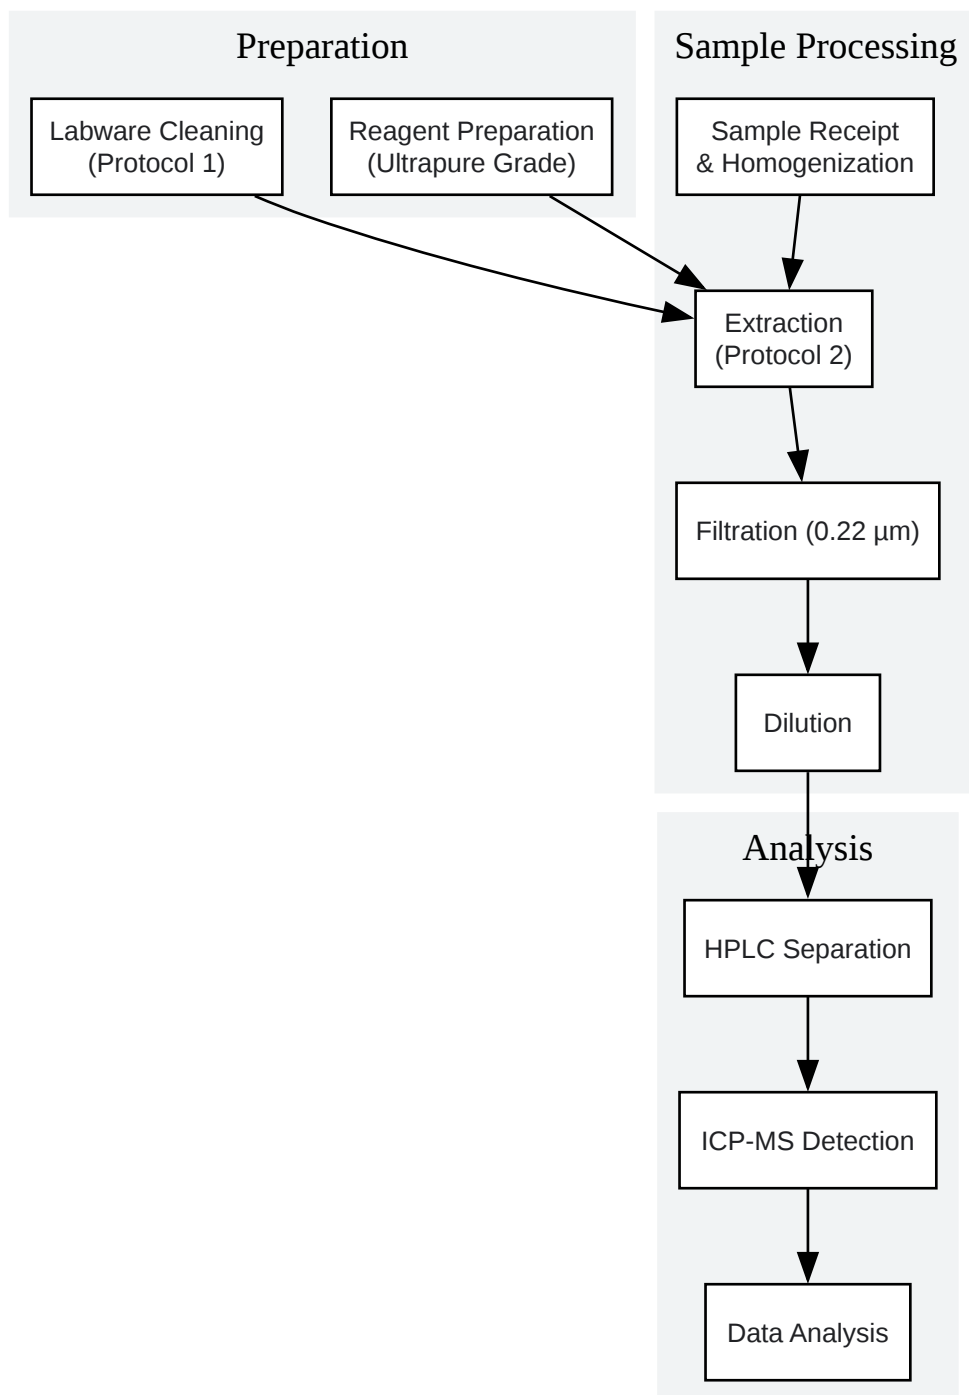 Preparation
Labware Cleaning
(Protocol 1)
Reagent Preparation
(Ultrapure Grade)
Sample Processing
Sample Receipt
& Homogenization
Extraction
(Protocol 2)
Filtration (0.22 µm)
Dilution
Analysis
HPLC Separation
ICP-MS Detection
Data Analysis